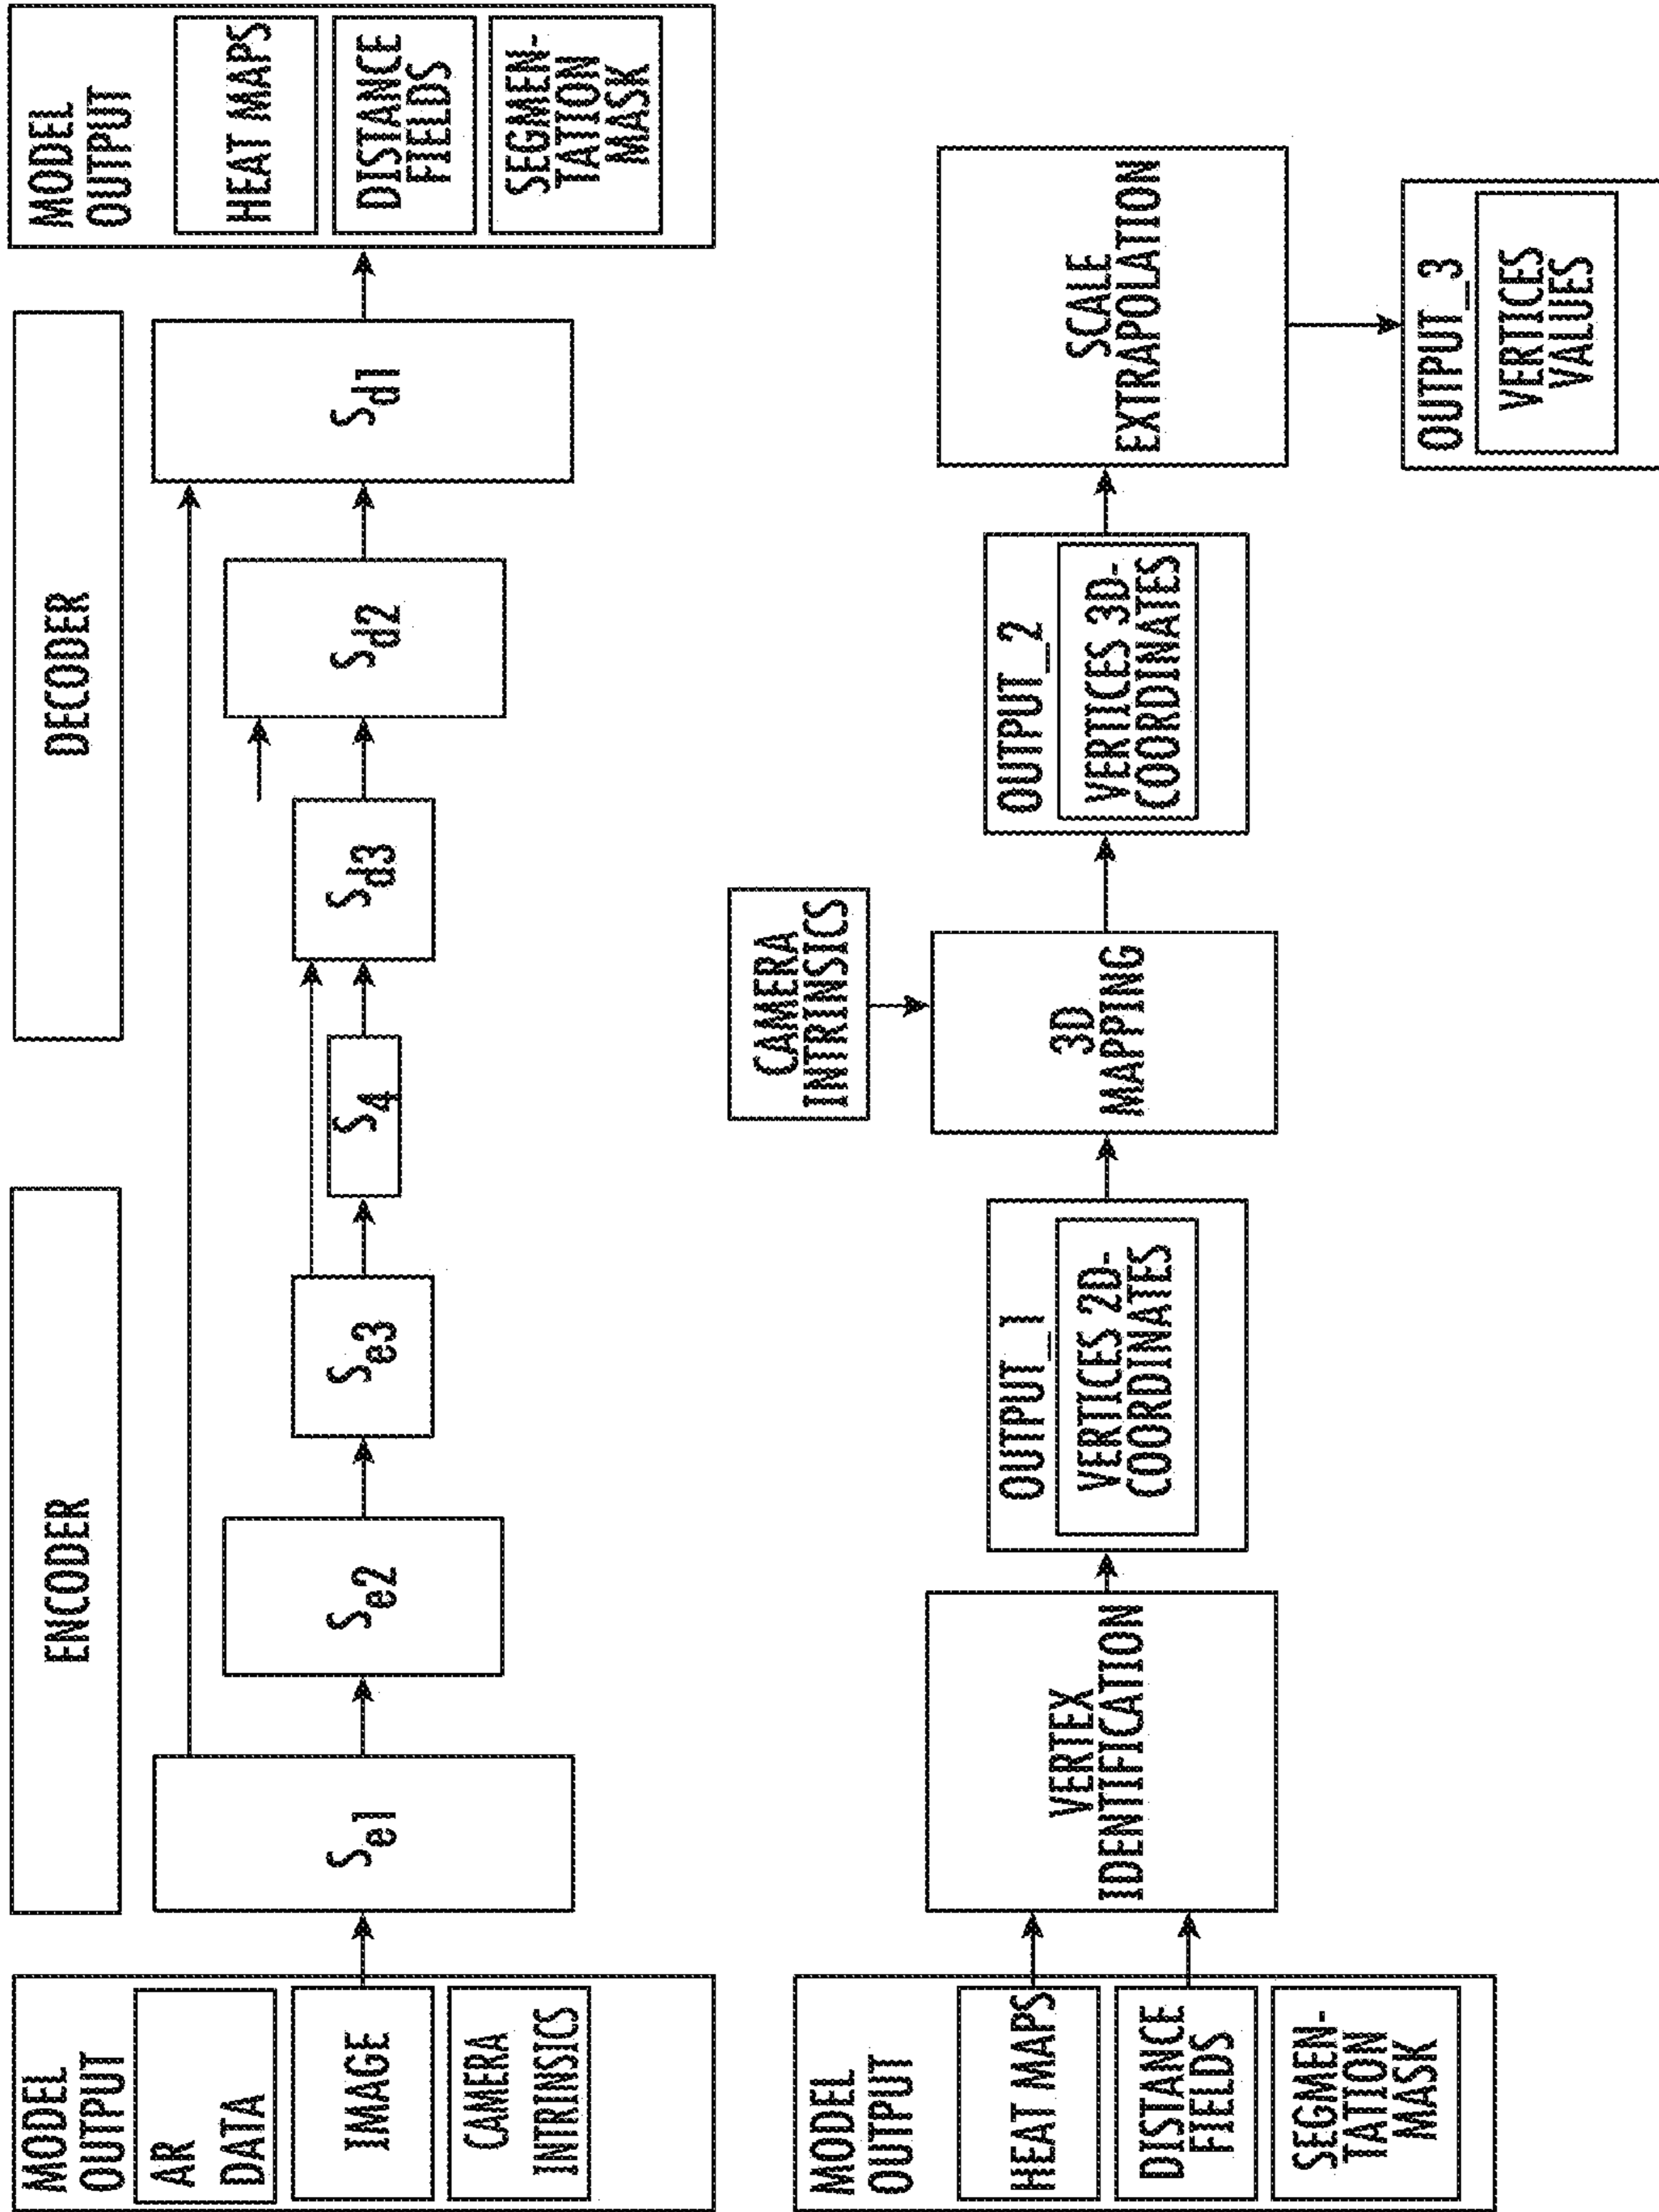 MODEL
OUTPUT
AR
DATA
IMAGE
CAMERA
INTRINSICS
ENCODER
Se1
Se2
Se3
S4
DECODER
Sd3
Sd2
Sd1
MODEL
OUTPUT
HEAT MAPS
DISTANCE
FIELDS
SEGMEN-
TATION
MASK
MODEL
OUTPUT
HEAT MAPS
DISTANCE
FIELDS
SEGMEN-
TATION
MASK
VERTEX
IDENTIFICATION
OUTPUT_1
VERTICES 2D-
COORDINATES
CAMERA
INTRINSICS
3D
MAPPING
OUTPUT_2
VERTICES 3D-
COORDINATES
SCALE
EXTRAPOLATION
OUTPUT_3
VERTICES
VALUES